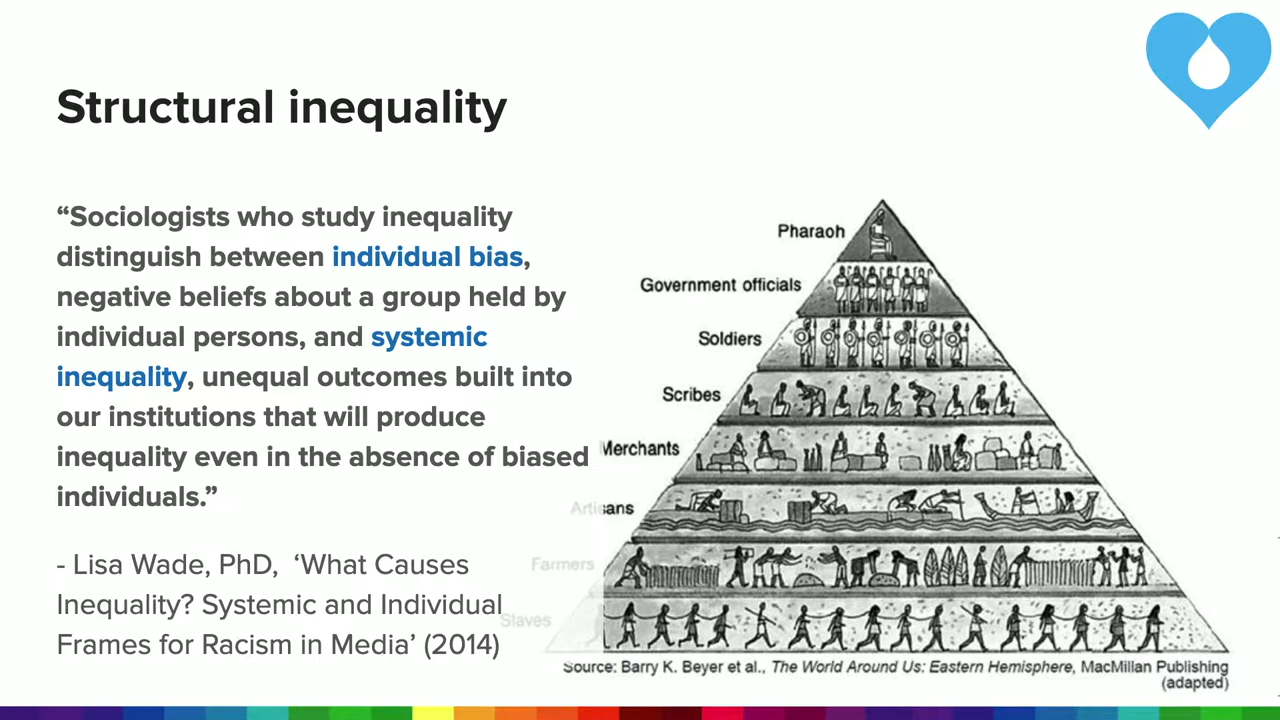 Structural inequality
“Sociologists who study inequality
distinguish between individual bias,
negative beliefs about a group held by
individual persons, and systemic
inequality, unequal outcomes built into
our institutions that will produce
inequality even in the absence of biased
individuals.”
- Lisa Wade, PhD,  ‘What Causes
Inequality? Systemic and Individual
Frames for Racism in Media’ (2014)
Pharaoh
Government officials
Soldiers
Scribes
Merchants
Artisans
Farmers
Slaves
Source: Barry K. Beyer et al., The World Around Us: Eastern Hemisphere, MacMillan Publishing
(adapted)